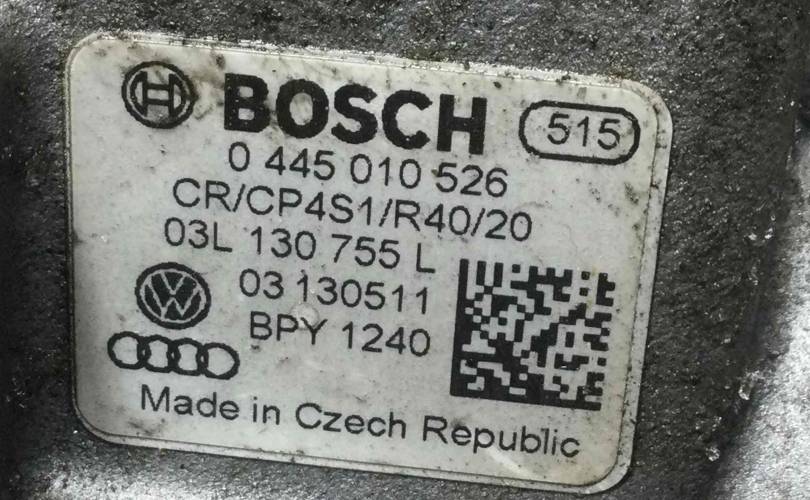 BOSCH 515
0 445 010 526
CR/CP4S1/R40/20
03L 130 755 L
03 130511
BPY 1240
Made in Czech Republic